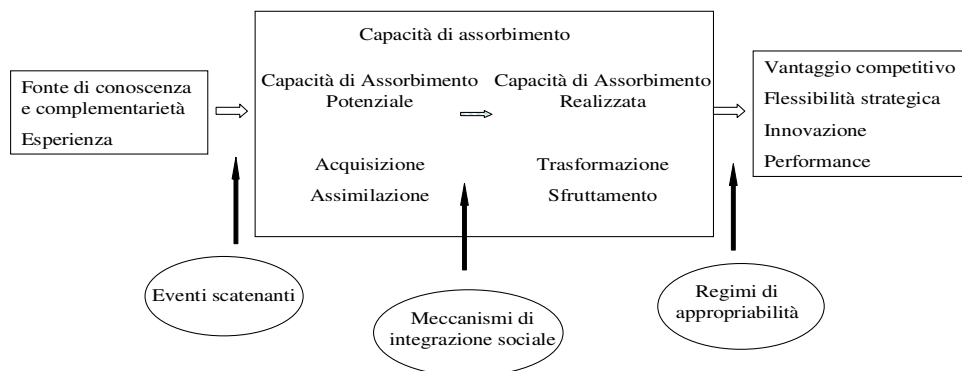 Capacità di assorbimento
Fonte di conoscenza
e complementarietà
Esperienza
Capacità di Assorbimento
Potenziale
Acquisizione
Assimilazione
Capacità di Assorbimento
Realizzata
Trasformazione
Sfruttamento
Vantaggio competitivo
Flessibilità strategica
Innovazione
Performance
Eventi scatenanti
Meccanismi di
integrazione sociale
Regimi di
appropriabilità